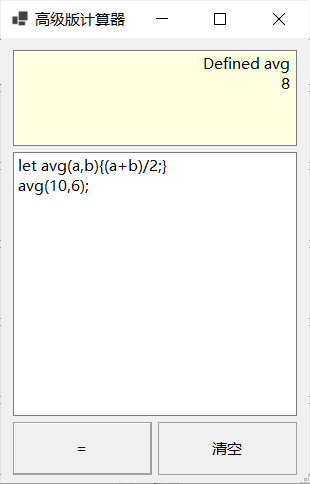 高级版计算器
Defined avg
8
let avg(a,b){(a+b)/2;}
avg(10,6);
=
清空